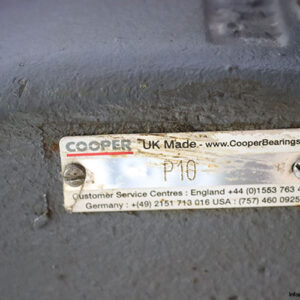 COOPER UK Made - www.CooperBearings
P10
Customer Service Centres : England +44 (0)1553 763 4
Germany : +(49) 2151 713 016 USA : (757) 460 0925